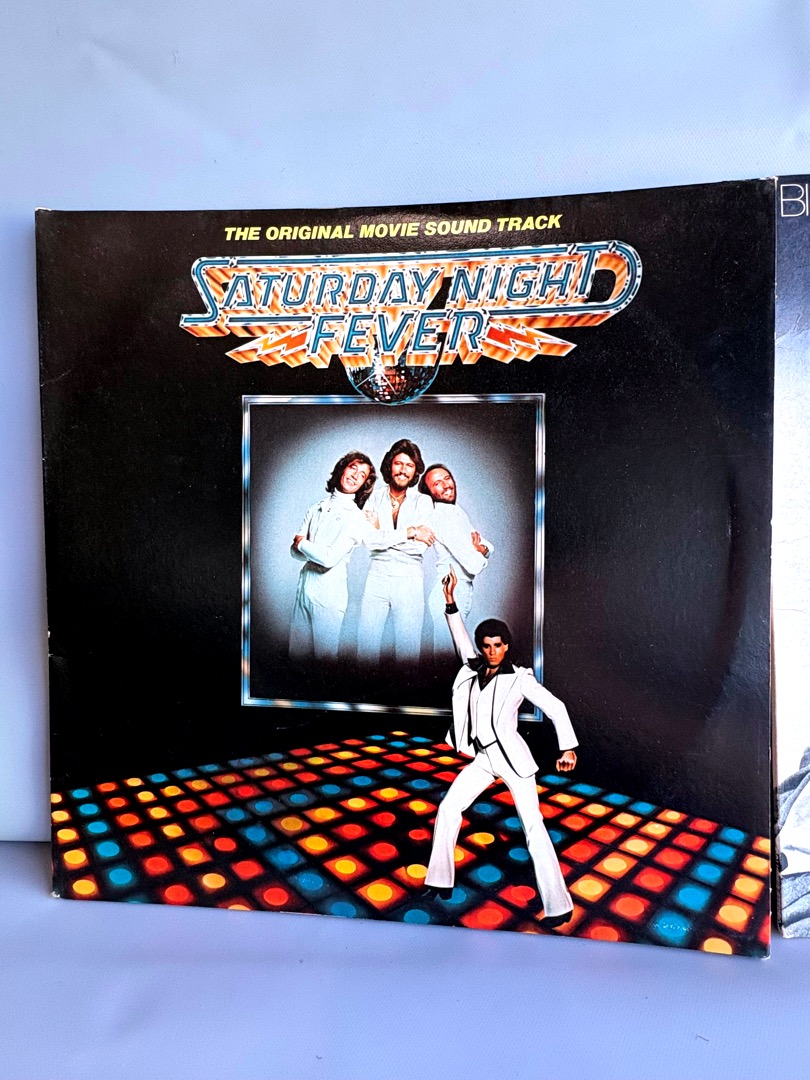 THE ORIGINAL MOVIE SOUND TRACK
SATURDAY NIGHT
FEVER